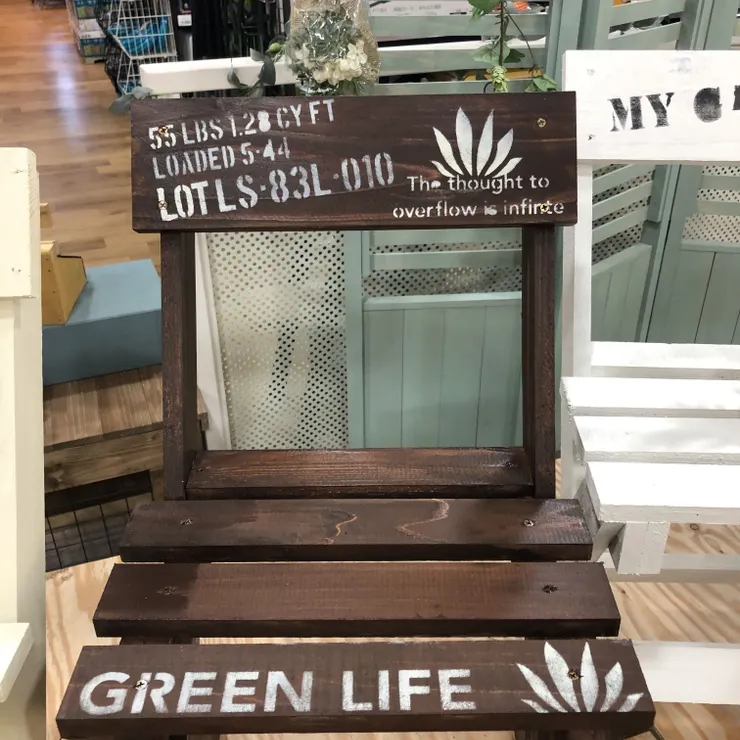 55 LBS 1.28 CY FT
LOADED 5-44
LOT LS-83L-010
The thought to
overflow is infinite
MY G
GREEN LIFE